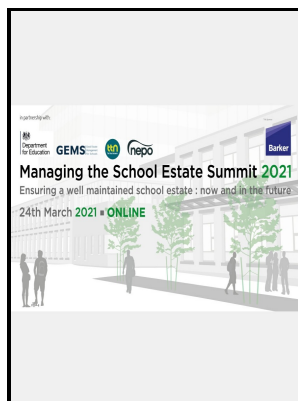 in partnership with:
Department
for Education
GEMS
ttn
nepo
Barker
Managing the School Estate Summit 2021
Ensuring a well maintained school estate : now and in the future
24th March 2021 ▪ ONLINE